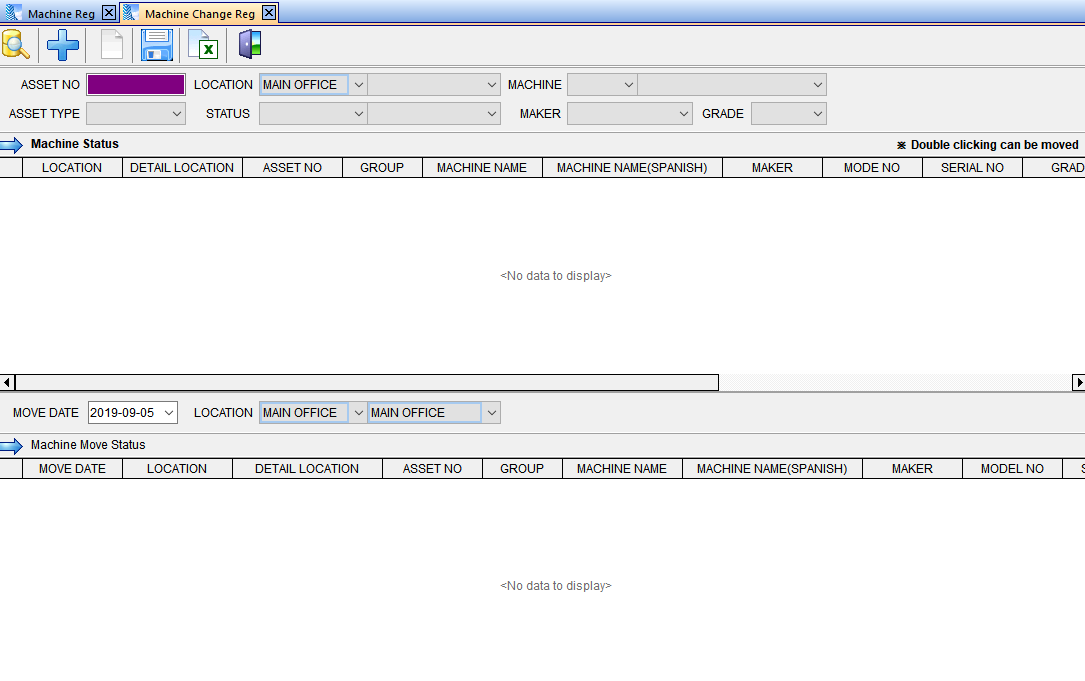 Machine Reg Machine Change Reg
ASSET NO LOCATION MAIN OFFICE MACHINE
ASSET TYPE STATUS MAKER GRADE
Machine Status ※ Double clicking can be moved
LOCATION DETAIL LOCATION ASSET NO GROUP MACHINE NAME MACHINE NAME(SPANISH) MAKER MODE NO SERIAL NO GRAD
<No data to display>
MOVE DATE 2019-09-05 LOCATION MAIN OFFICE MAIN OFFICE
Machine Move Status
MOVE DATE LOCATION DETAIL LOCATION ASSET NO GROUP MACHINE NAME MACHINE NAME(SPANISH) MAKER MODEL NO S
<No data to display>